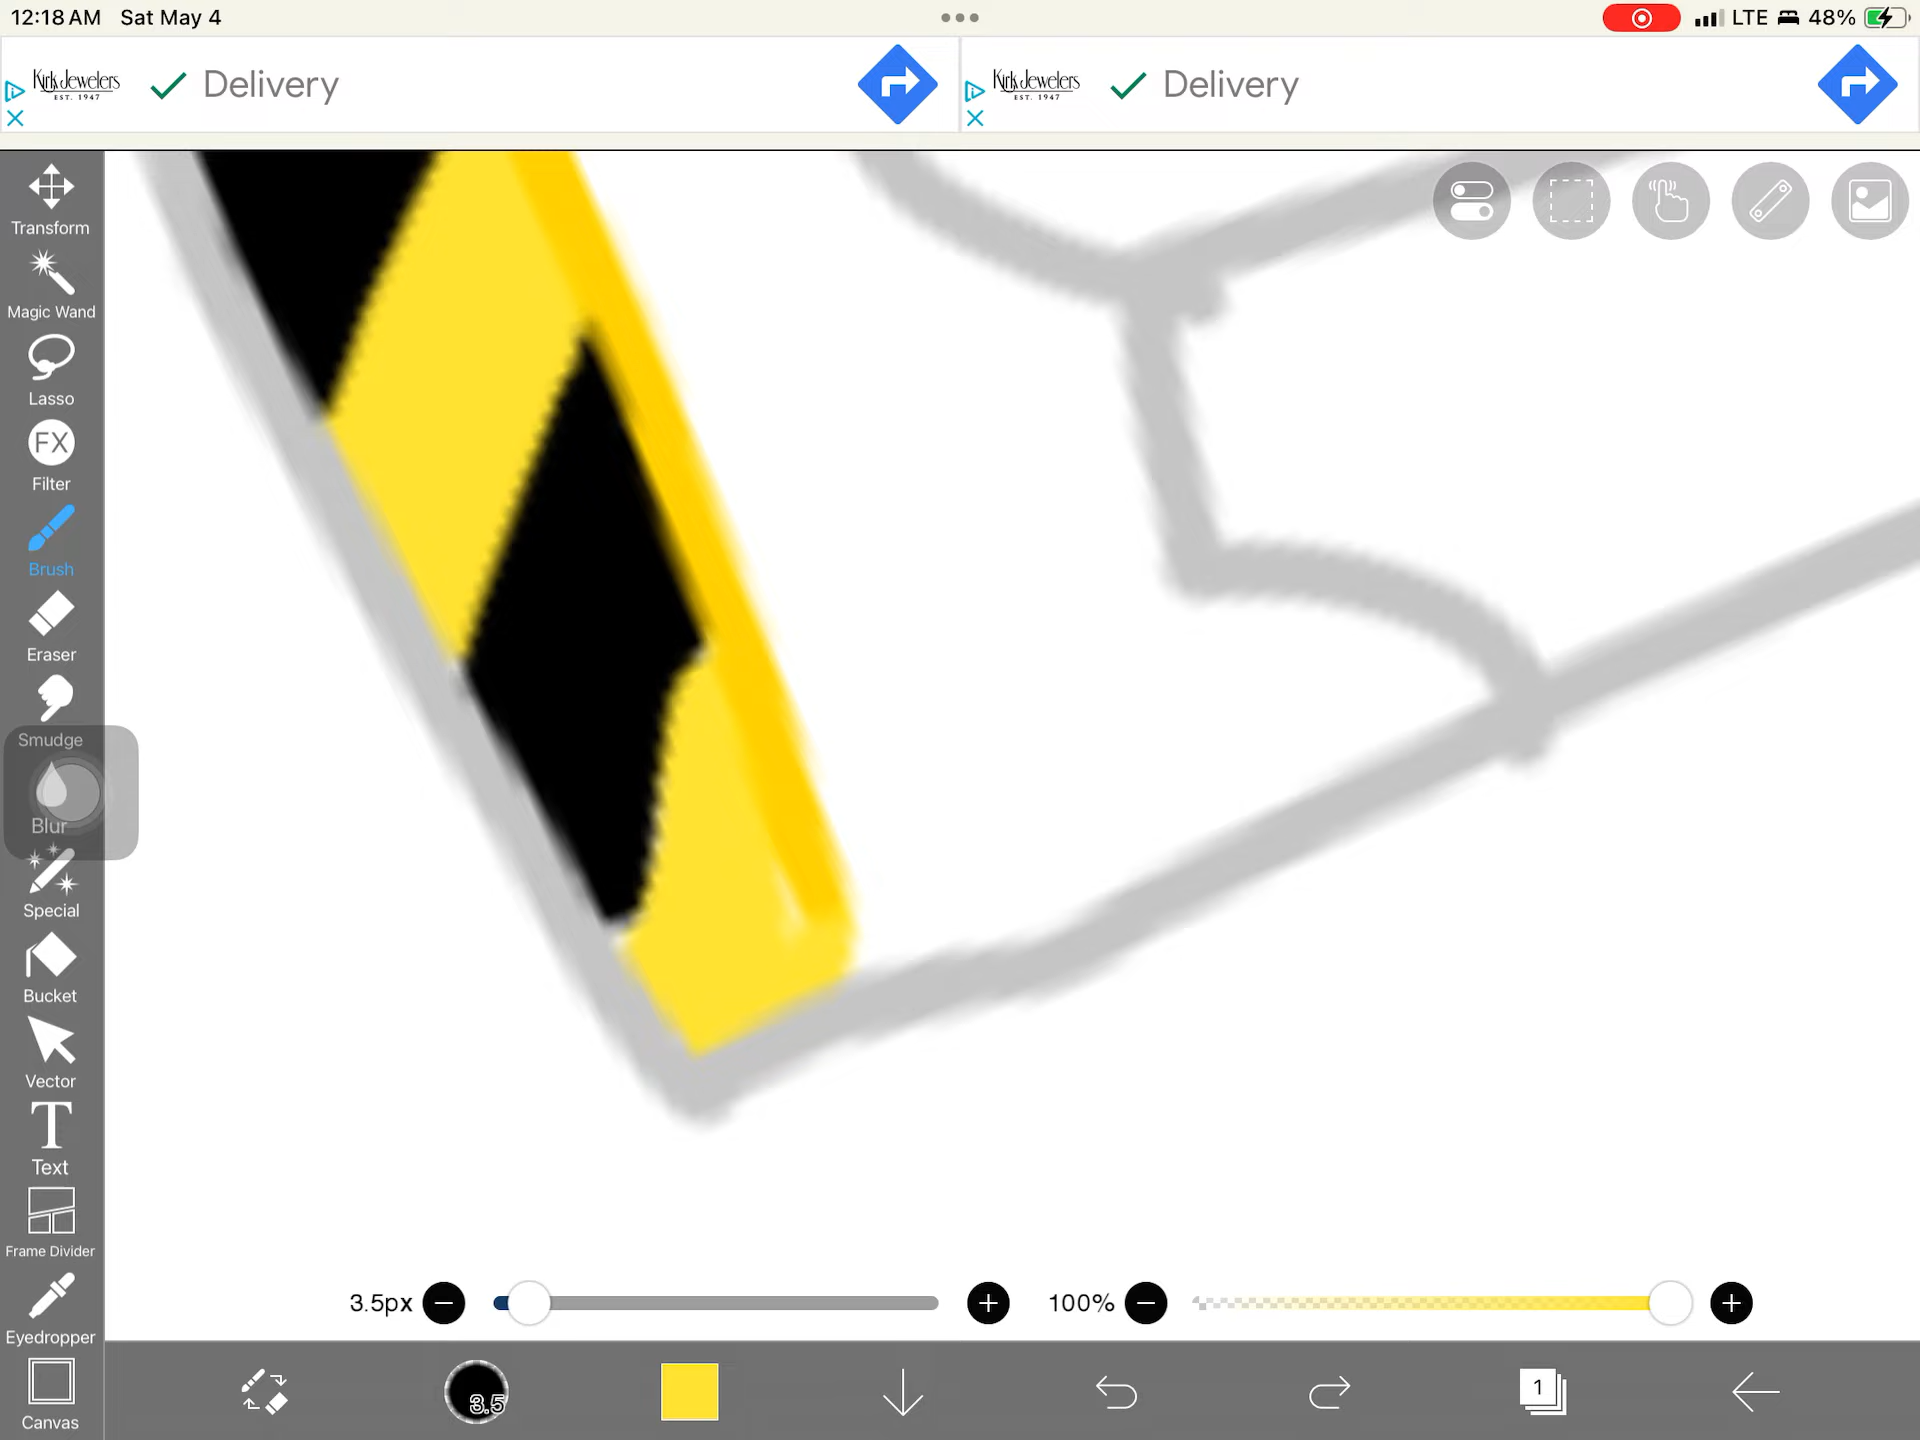 12:18 AM Sat May 4
LTE 48%
Kirk Jewelers
EST. 1947
Delivery
Kirk Jewelers
EST. 1947
Delivery
Transform
Magic Wand
Lasso
FX
Filter
Brush
Eraser
Smudge
Blur
Special
Bucket
Vector
T
Text
Frame Divider
Eyedropper
Canvas
3.5px
100%
3.5
1